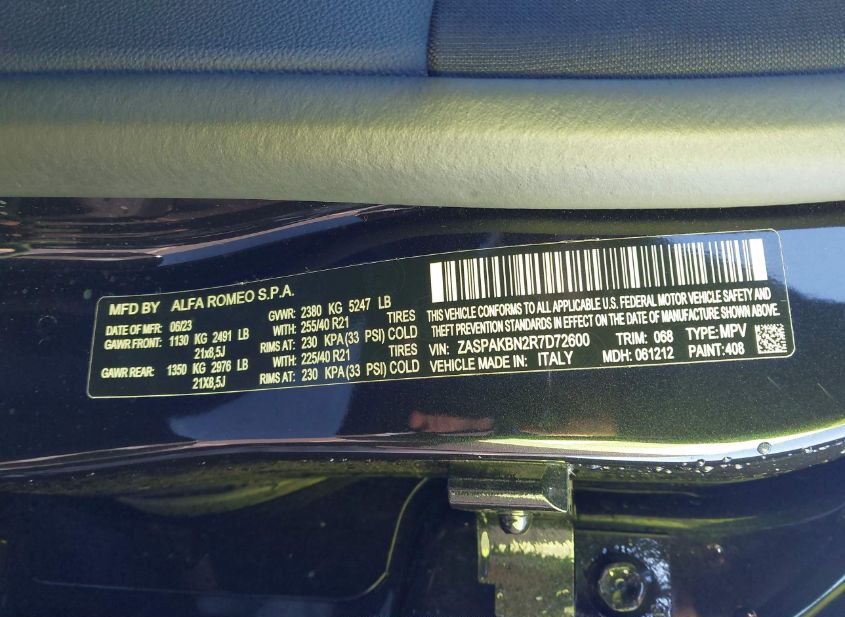 MFD BY ALFA ROMEO S.P.A.
DATE OF MFR: 06/23 GVWR: 2380 KG 5247 LB
GAWR FRONT: 1130 KG 2491 LB WITH: 255/40 R21 TIRES
21x8,5J RIMS AT: 230 KPA(33 PSI) COLD
GAWR REAR: 1350 KG 2976 LB WITH: 225/40 R21 TIRES
21X8,5J RIMS AT: 230 KPA(33 PSI) COLD
THIS VEHICLE CONFORMS TO ALL APPLICABLE U.S. FEDERAL MOTOR VEHICLE SAFETY AND
THEFT PREVENTION STANDARDS IN EFFECT ON THE DATE OF MANUFACTURE SHOWN ABOVE.
VIN: ZASPAKBN2R7D72600 TRIM: 068 TYPE: MPV
VEHICLE MADE IN: ITALY MDH: 061212 PAINT: 408